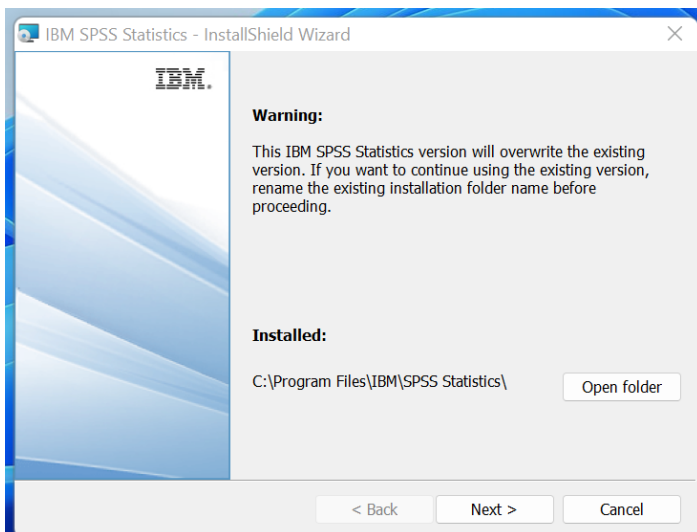 IBM SPSS Statistics - InstallShield Wizard
IBM.
Warning:
This IBM SPSS Statistics version will overwrite the existing
version. If you want to continue using the existing version,
rename the existing installation folder name before
proceeding.
Installed:
C:\Program Files\IBM\SPSS Statistics\
Open folder
< Back
Next >
Cancel